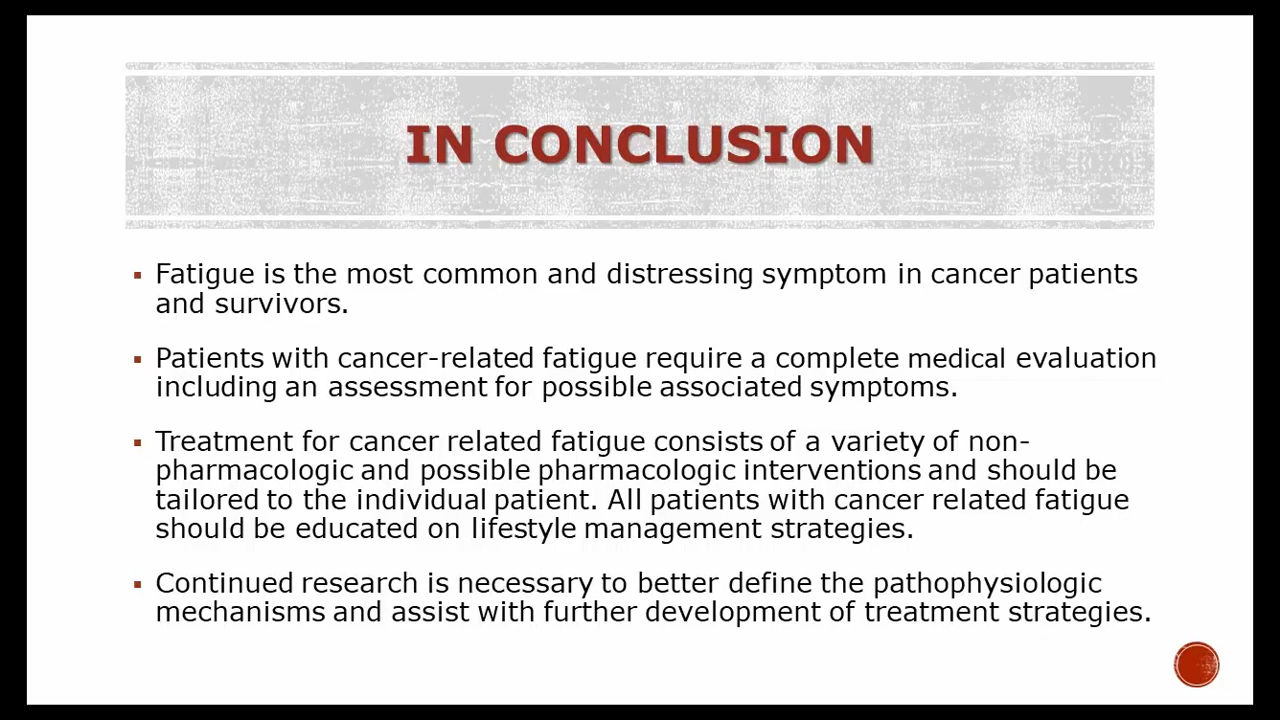 IN CONCLUSION
Fatigue is the most common and distressing symptom in cancer patients
and survivors.
Patients with cancer-related fatigue require a complete medical evaluation
including an assessment for possible associated symptoms.
Treatment for cancer related fatigue consists of a variety of non-
pharmacologic and possible pharmacologic interventions and should be
tailored to the individual patient. All patients with cancer related fatigue
should be educated on lifestyle management strategies.
Continued research is necessary to better define the pathophysiologic
mechanisms and assist with further development of treatment strategies.